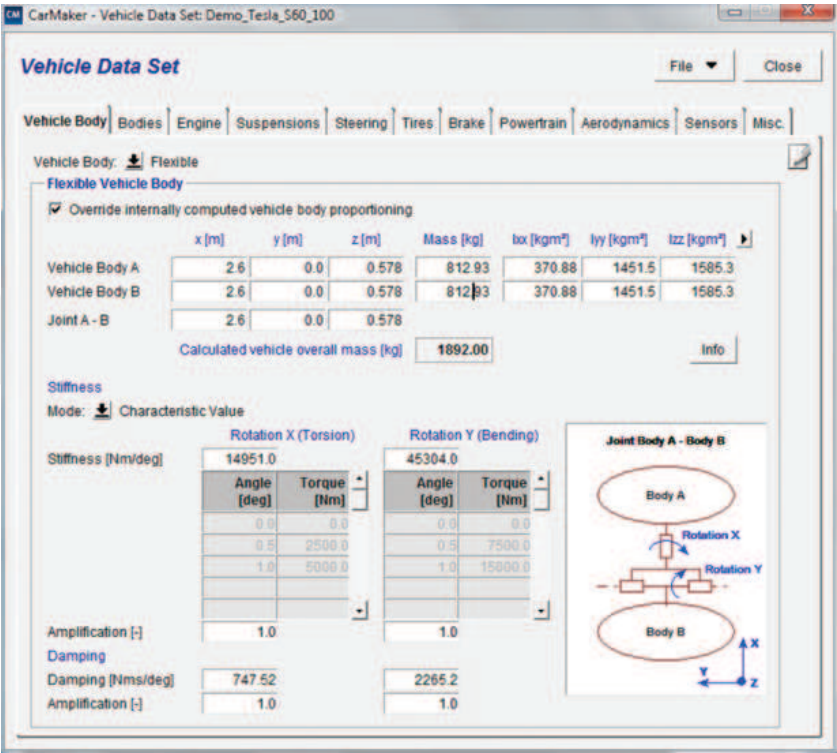 CM CarMaker - Vehicle Data Set: Demo_Tesla_S60_100
Vehicle Data Set
File
Close
Vehicle Body Bodies Engine Suspensions Steering Tires Brake Powertrain Aerodynamics Sensors Misc.
Vehicle Body: Flexible
Flexible Vehicle Body
Override internally computed vehicle body proportioning
x [m] y [m] z [m] Mass [kg] Ixx [kgm²] Iyy [kgm²] Izz [kgm²]
Vehicle Body A 2.6 0.0 0.578 812.93 370.88 1451.5 1585.3
Vehicle Body B 2.6 0.0 0.578 812.93 370.88 1451.5 1585.3
Joint A - B 2.6 0.0 0.578
Calculated vehicle overall mass [kg] 1892.00 Info
Stiffness
Mode: Characteristic Value
Rotation X (Torsion) Rotation Y (Bending)
Stiffness [Nm/deg] 14951.0 45304.0
Angle Torque Angle Torque
[deg] [Nm] [deg] [Nm]
0.0 0.0 0.0 0.0
0.5 2500.0 0.5 7500.0
1.0 5000.0 1.0 15000.0
Amplification [-] 1.0 1.0
Damping
Damping [Nms/deg] 747.52 2265.2
Amplification [-] 1.0 1.0
Joint Body A - Body B
Body A
Rotation X
Rotation Y
Body B
X
Y
Z